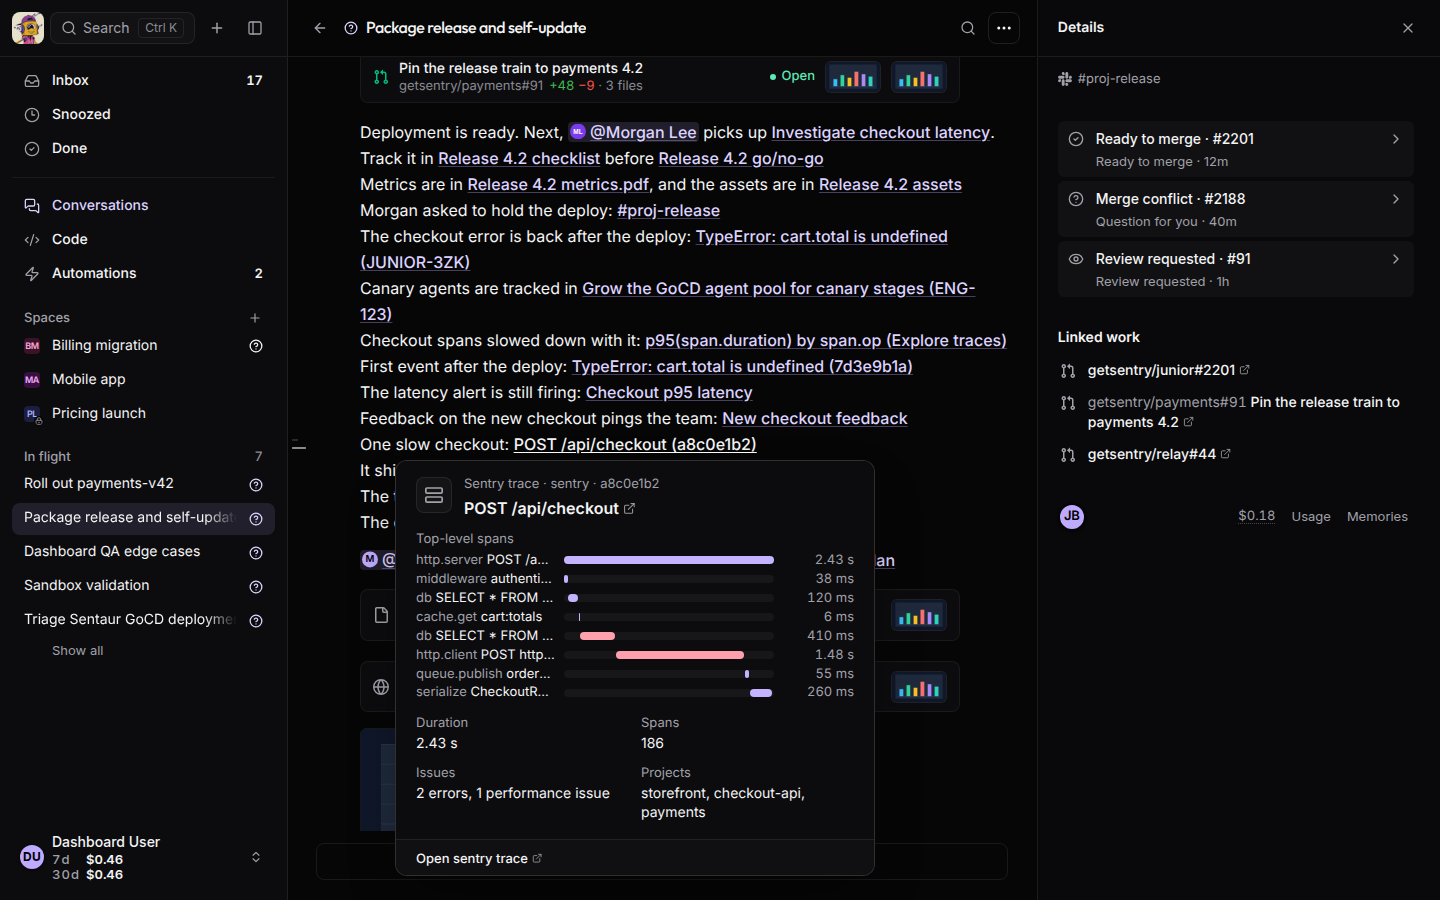 Search Ctrl K
Inbox 17
Snoozed
Done
Conversations
Code
Automations 2
Spaces
BM Billing migration
MA Mobile app
PL Pricing launch
In flight 7
Roll out payments-v42
Package release and self-updat
Dashboard QA edge cases
Sandbox validation
Triage Sentaur GoCD deployme
Show all
DU Dashboard User
7d $0.46
30d $0.46
Package release and self-update
Pin the release train to payments 4.2
getsentry/payments#91 +48 −9 · 3 files
Open
Deployment is ready. Next, ML @Morgan Lee picks up Investigate checkout latency.
Track it in Release 4.2 checklist before Release 4.2 go/no-go
Metrics are in Release 4.2 metrics.pdf, and the assets are in Release 4.2 assets
Morgan asked to hold the deploy: #proj-release
The checkout error is back after the deploy: TypeError: cart.total is undefined
(JUNIOR-3ZK)
Canary agents are tracked in Grow the GoCD agent pool for canary stages (ENG-
123)
Checkout spans slowed down with it: p95(span.duration) by span.op (Explore traces)
First event after the deploy: TypeError: cart.total is undefined (7d3e9b1a)
The latency alert is still firing: Checkout p95 latency
Feedback on the new checkout pings the team: New checkout feedback
One slow checkout: POST /api/checkout (a8c0e1b2)
It shi
The
The
M @
lan
Sentry trace · sentry · a8c0e1b2
POST /api/checkout
Top-level spans
http.server POST /a... 2.43 s
middleware authenti... 38 ms
db SELECT * FROM ... 120 ms
cache.get cart:totals 6 ms
db SELECT * FROM ... 410 ms
http.client POST http... 1.48 s
queue.publish order... 55 ms
serialize CheckoutR... 260 ms
Duration
2.43 s
Spans
186
Issues
2 errors, 1 performance issue
Projects
storefront, checkout-api,
payments
Open sentry trace
Details
#proj-release
Ready to merge · #2201
Ready to merge · 12m
Merge conflict · #2188
Question for you · 40m
Review requested · #91
Review requested · 1h
Linked work
getsentry/junior#2201
getsentry/payments#91 Pin the release train to
payments 4.2
getsentry/relay#44
JB $0.18 Usage Memories